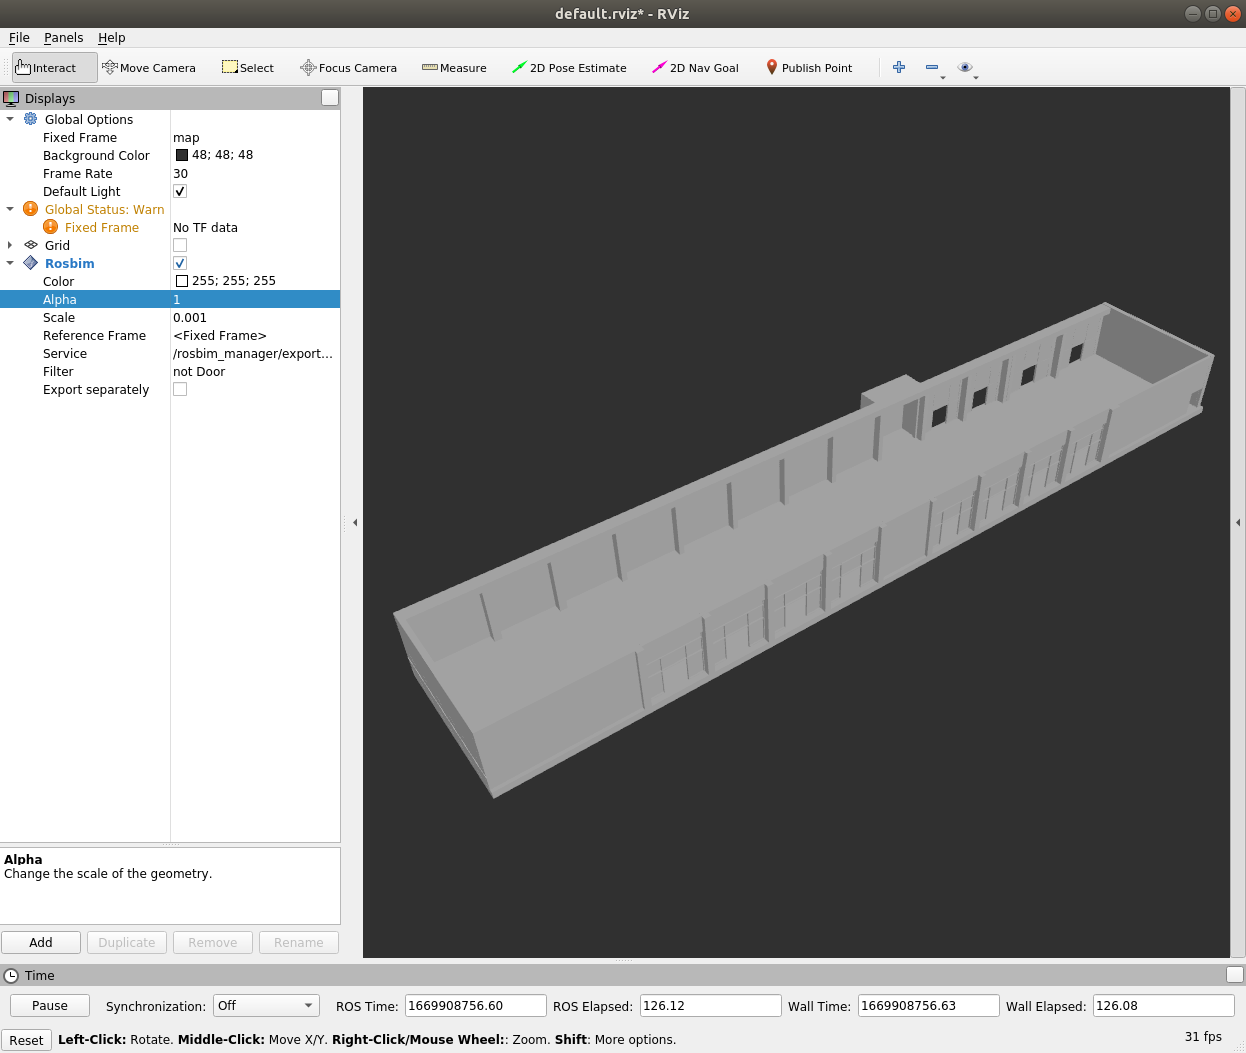 default.rviz* - RViz
File Panels Help
Interact Move Camera Select Focus Camera Measure 2D Pose Estimate 2D Nav Goal Publish Point
Displays
Global Options
Fixed Frame map
Background Color 48; 48; 48
Frame Rate 30
Default Light
Global Status: Warn
Fixed Frame No TF data
Grid
Rosbim
Color 255; 255; 255
Alpha 1
Scale 0.001
Reference Frame <Fixed Frame>
Service /rosbim_manager/export...
Filter not Door
Export separately
Alpha
Change the scale of the geometry.
Add Duplicate Remove Rename
Time
Pause Synchronization: Off ROS Time: 1669908756.60 ROS Elapsed: 126.12 Wall Time: 1669908756.63 Wall Elapsed: 126.08
Reset Left-Click: Rotate. Middle-Click: Move X/Y. Right-Click/Mouse Wheel:: Zoom. Shift: More options. 31 fps